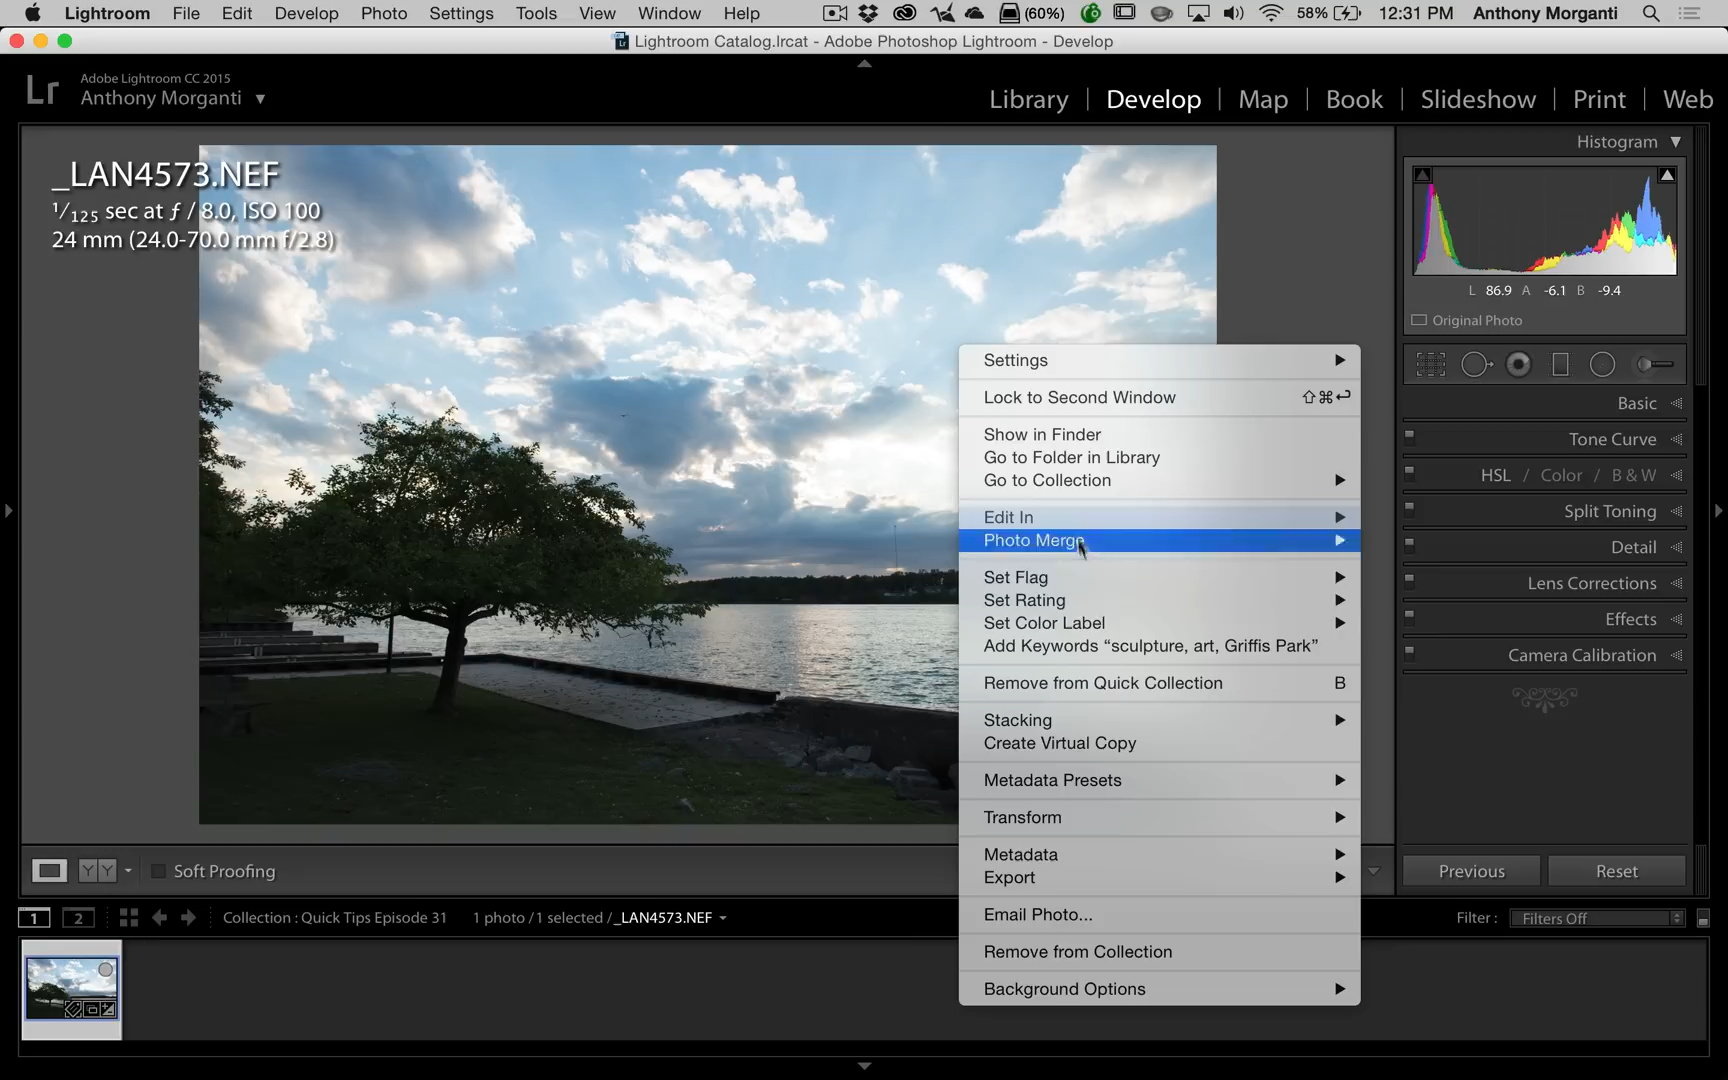 Lightroom File Edit Develop Photo Settings Tools View Window Help (60%) 58% 12:31 PM Anthony Morganti
Lightroom Catalog.lrcat - Adobe Photoshop Lightroom - Develop
Lr
Adobe Lightroom CC 2015
Anthony Morganti
Library | Develop | Map | Book | Slideshow | Print | Web
_LAN4573.NEF
1/125 sec at ƒ / 8.0, ISO 100
24 mm (24.0-70.0 mm f/2.8)
Histogram
L 86.9 A -6.1 B -9.4
Original Photo
Basic
Tone Curve
HSL / Color / B & W
Split Toning
Detail
Lens Corrections
Effects
Camera Calibration
Previous Reset
Settings
Lock to Second Window ⇧⌘↩
Show in Finder
Go to Folder in Library
Go to Collection
Edit In
Photo Merge
Set Flag
Set Rating
Set Color Label
Add Keywords “sculpture, art, Griffis Park”
Remove from Quick Collection B
Stacking
Create Virtual Copy
Metadata Presets
Transform
Metadata
Export
Email Photo...
Remove from Collection
Background Options
Y Y Soft Proofing
1 2 Collection : Quick Tips Episode 31 1 photo / 1 selected / _LAN4573.NEF Filter : Filters Off